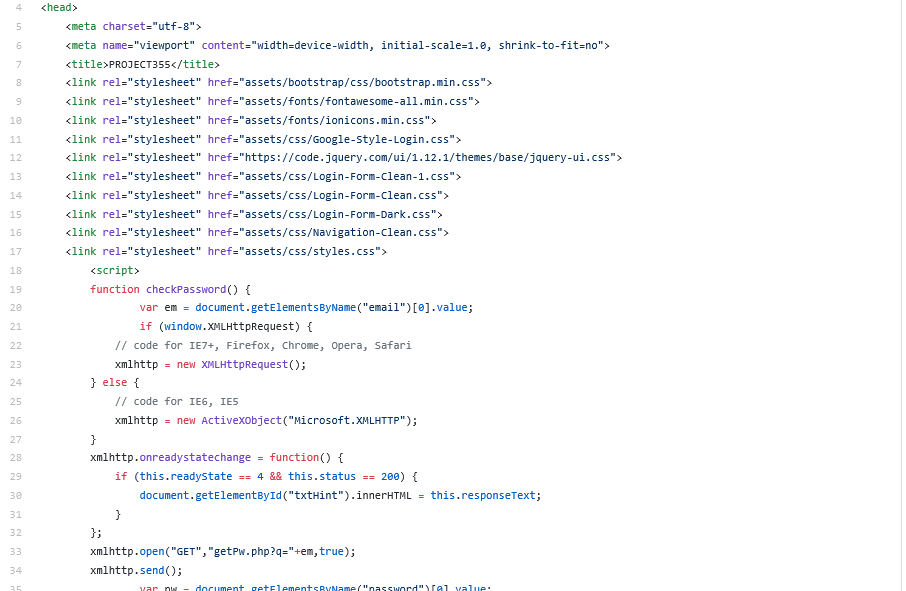 4 <head>
5 <meta charset="utf-8">
6 <meta name="viewport" content="width=device-width, initial-scale=1.0, shrink-to-fit=no">
7 <title>PROJECT355</title>
8 <link rel="stylesheet" href="assets/bootstrap/css/bootstrap.min.css">
9 <link rel="stylesheet" href="assets/fonts/fontawesome-all.min.css">
10 <link rel="stylesheet" href="assets/fonts/ionicons.min.css">
11 <link rel="stylesheet" href="assets/css/Google-Style-Login.css">
12 <link rel="stylesheet" href="https://code.jquery.com/ui/1.12.1/themes/base/jquery-ui.css">
13 <link rel="stylesheet" href="assets/css/Login-Form-Clean-1.css">
14 <link rel="stylesheet" href="assets/css/Login-Form-Clean.css">
15 <link rel="stylesheet" href="assets/css/Login-Form-Dark.css">
16 <link rel="stylesheet" href="assets/css/Navigation-Clean.css">
17 <link rel="stylesheet" href="assets/css/styles.css">
18 <script>
19 function checkPassword() {
20 var em = document.getElementsByName("email")[0].value;
21 if (window.XMLHttpRequest) {
22 // code for IE7+, Firefox, Chrome, Opera, Safari
23 xmlhttp = new XMLHttpRequest();
24 } else {
25 // code for IE6, IE5
26 xmlhttp = new ActiveXObject("Microsoft.XMLHTTP");
27 }
28 xmlhttp.onreadystatechange = function() {
29 if (this.readyState == 4 && this.status == 200) {
30 document.getElementById("txtHint").innerHTML = this.responseText;
31 }
32 };
33 xmlhttp.open("GET","getPw.php?q="+em,true);
34 xmlhttp.send();
35 var pw = document.getElementsByName("password")[0].value;